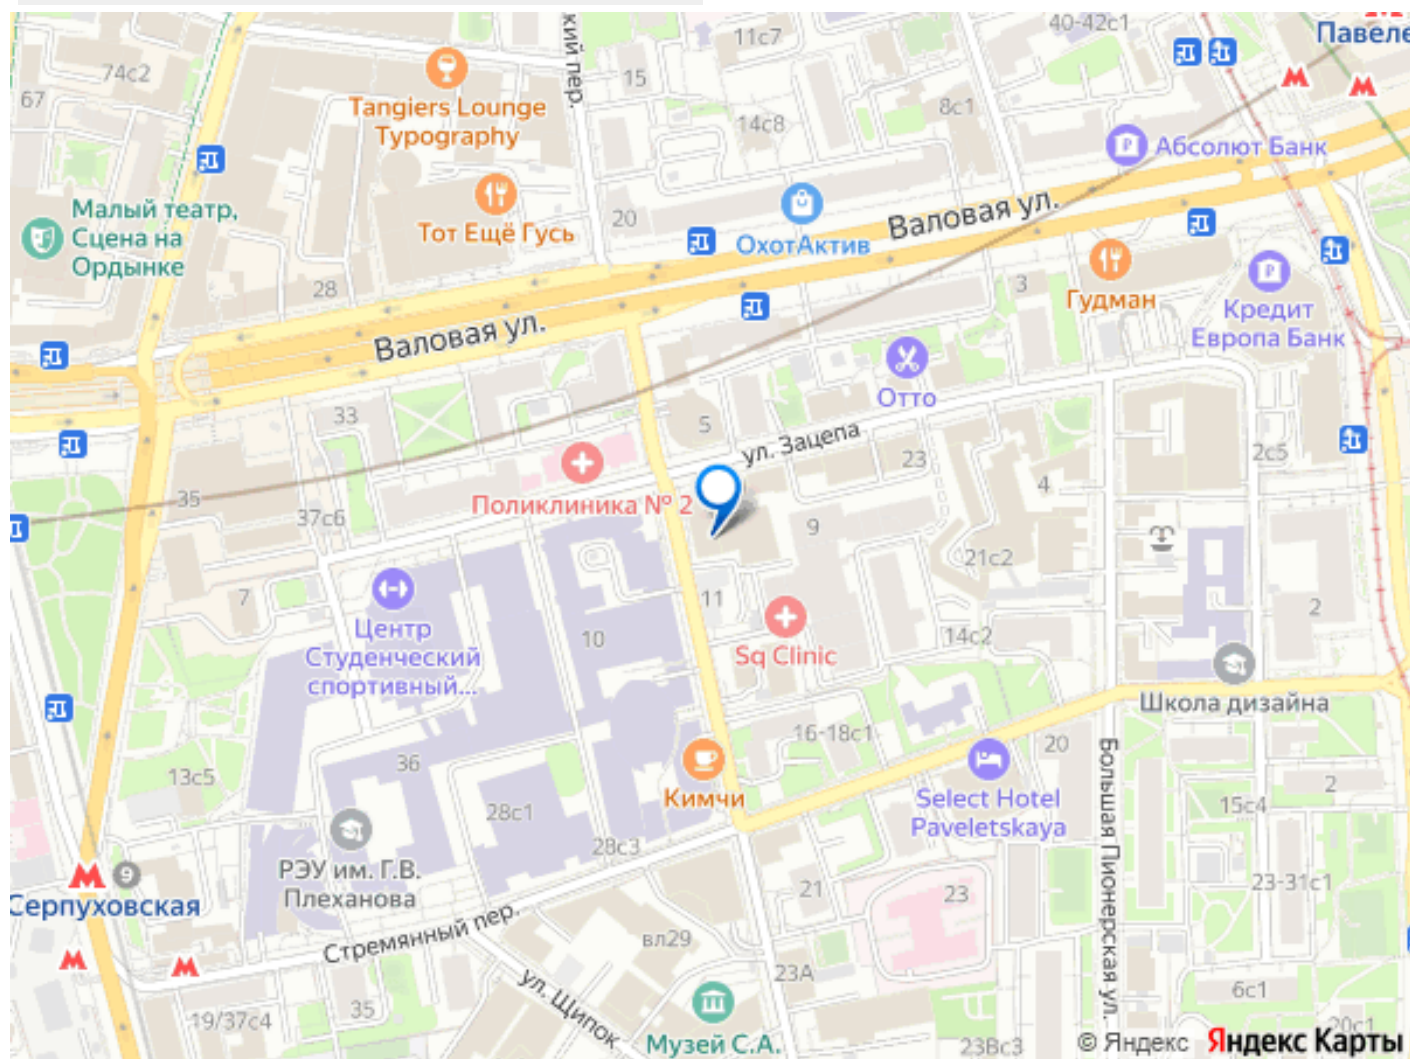 40-42с1
Павеле
11с7
кий пер.
74с2
15
67
Tangiers Lounge
Typography
8с1
14с8
Абсолют Банк
Малый театр,
Сцена на
Ордынке
Тот Ещё Гусь
20
ОхотАктив
Валовая ул.
28
3
Гудман
Кредит
Европа Банк
Валовая ул.
Отто
33
5
ул. Зацепа
23
2с5
35
37с6
Поликлиника № 2
9
4
21с2
7
11
2
Центр
Студенческий
спортивный...
10
Sq Clinic
14с2
Школа дизайна
16-18с1
20
13с5
36
Кимчи
Select Hotel
Paveletskaya
Большая Пионерская ул.
15с4
2
28с1
28с3
РЭУ им. Г.В.
Плеханова
9
Серпуховская
21
23
23-31с1
Стремянный пер.
вл29
23А
ул. Щипок
35
19/37с4
6с1
Музей С.А.
23Вс3
20с1
© Яндекс Яндекс Карты